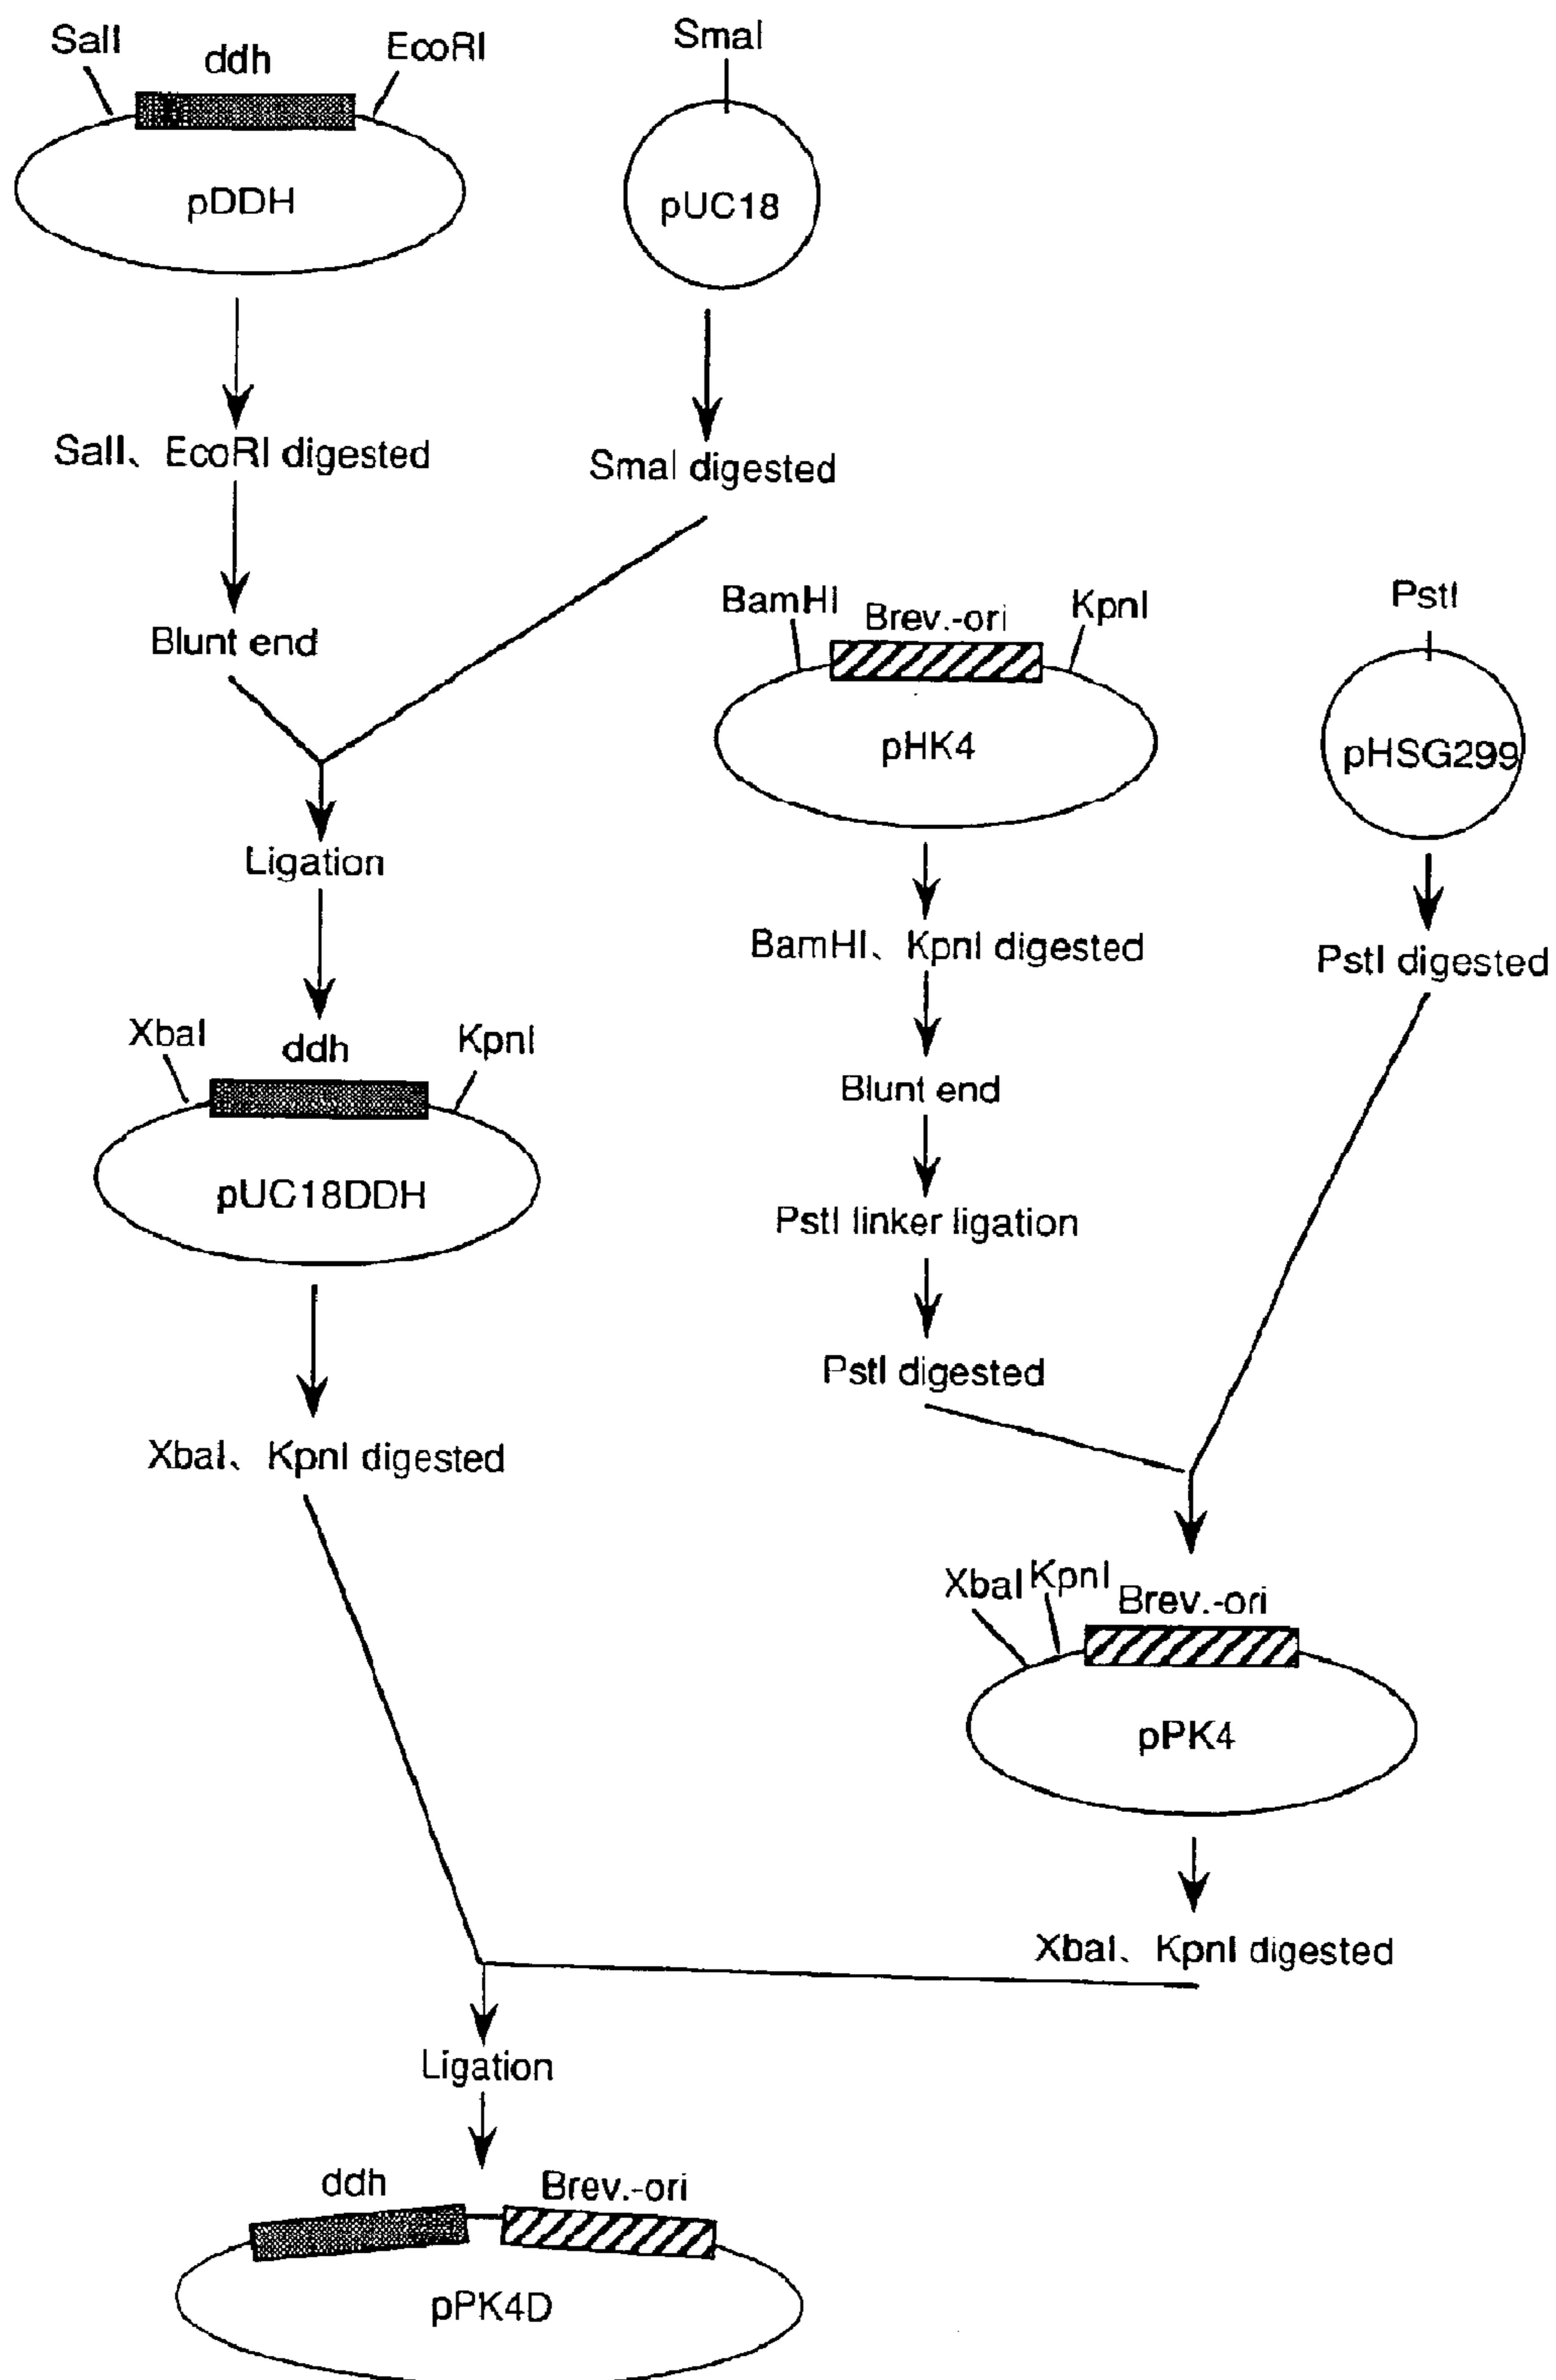 SalI
ddh
EcoRI
SmaI
pDDH
pUC18
SalI、EcoRI digested
SmaI digested
Blunt end
BamHI
Brev.-ori
KpnI
PstI
pHK4
pHSG299
Ligation
BamHI、KpnI digested
PstI digested
XbaI
ddh
KpnI
Blunt end
pUC18DDH
PstI linker ligation
PstI digested
XbaI、KpnI digested
XbaI
KpnI
Brev.-ori
pPK4
XbaI、KpnI digested
Ligation
ddh
Brev.-ori
pPK4D